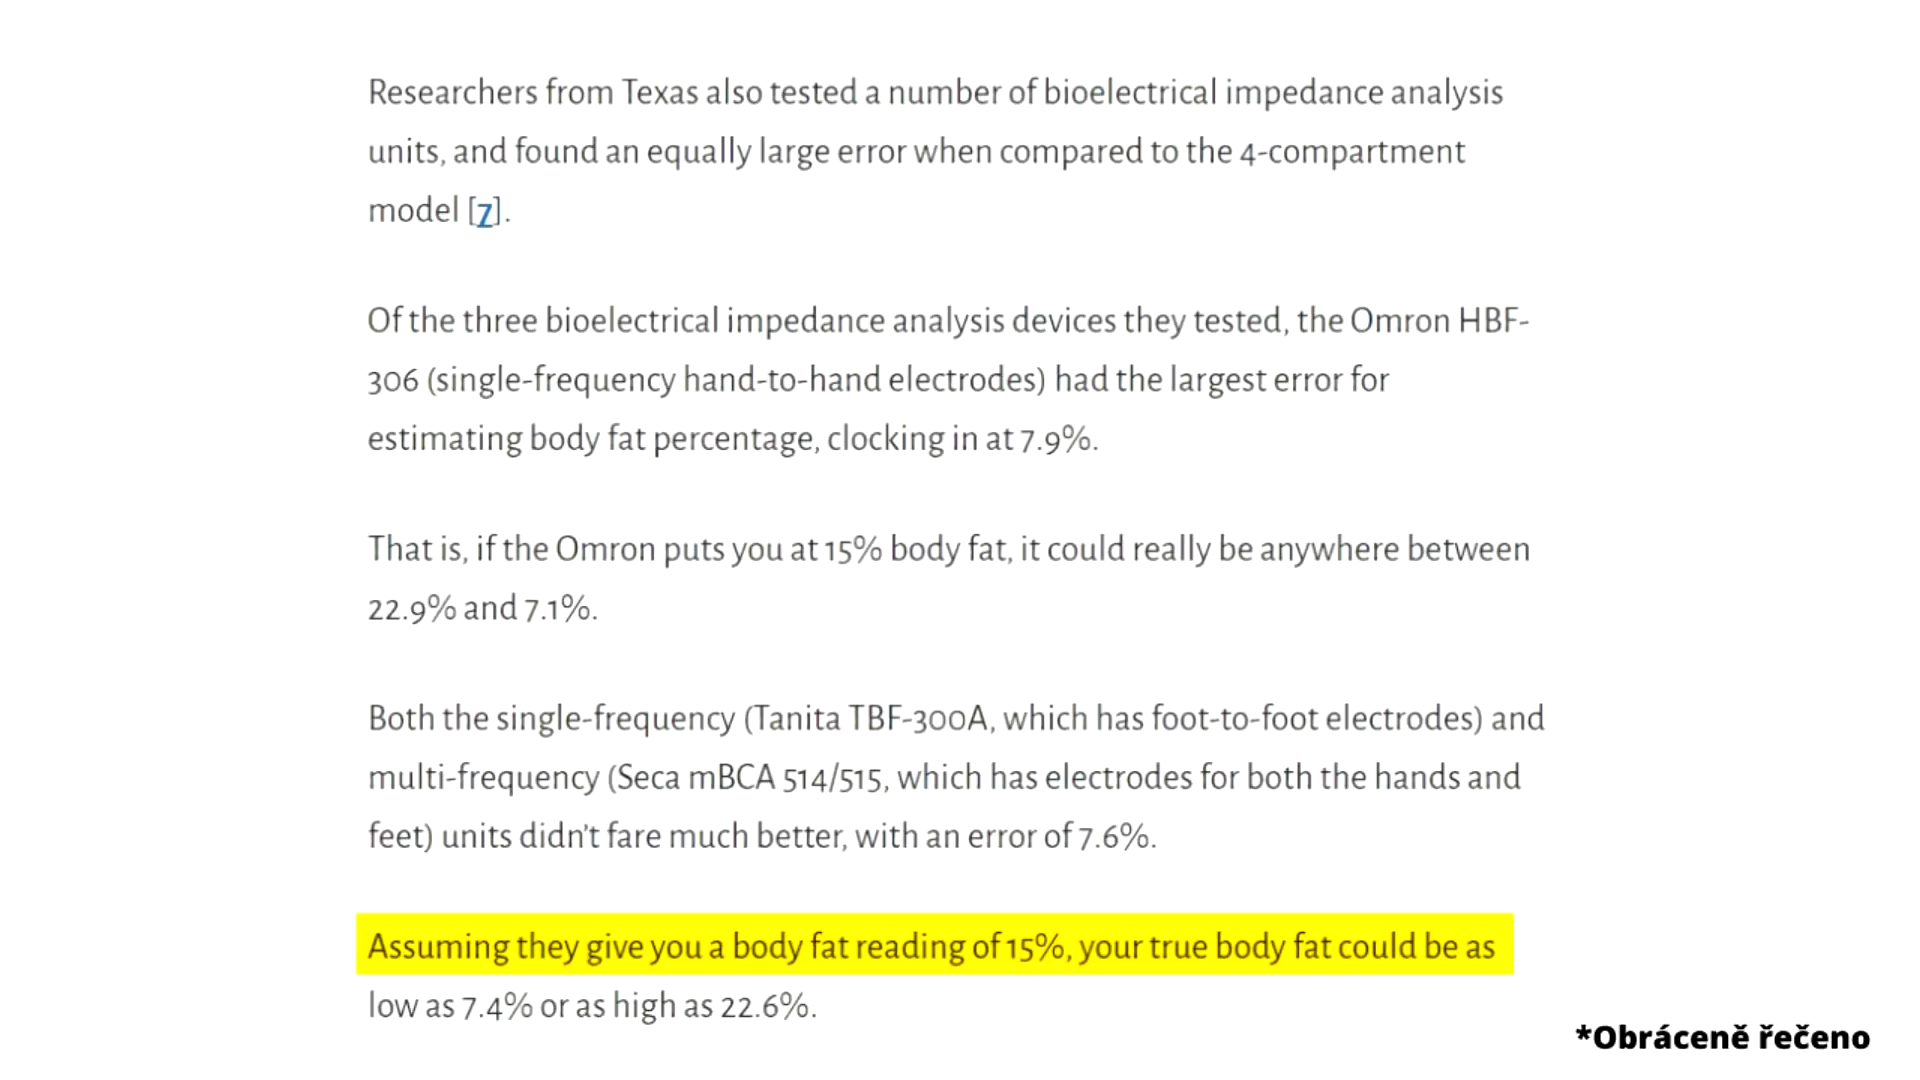 Researchers from Texas also tested a number of bioelectrical impedance analysis
units, and found an equally large error when compared to the 4-compartment
model [7].
Of the three bioelectrical impedance analysis devices they tested, the Omron HBF-
306 (single-frequency hand-to-hand electrodes) had the largest error for
estimating body fat percentage, clocking in at 7.9%.
That is, if the Omron puts you at 15% body fat, it could really be anywhere between
22.9% and 7.1%.
Both the single-frequency (Tanita TBF-300A, which has foot-to-foot electrodes) and
multi-frequency (Seca mBCA 514/515, which has electrodes for both the hands and
feet) units didn't fare much better, with an error of 7.6%.
Assuming they give you a body fat reading of 15%, your true body fat could be as
low as 7.4% or as high as 22.6%.
*Obráceně řečeno